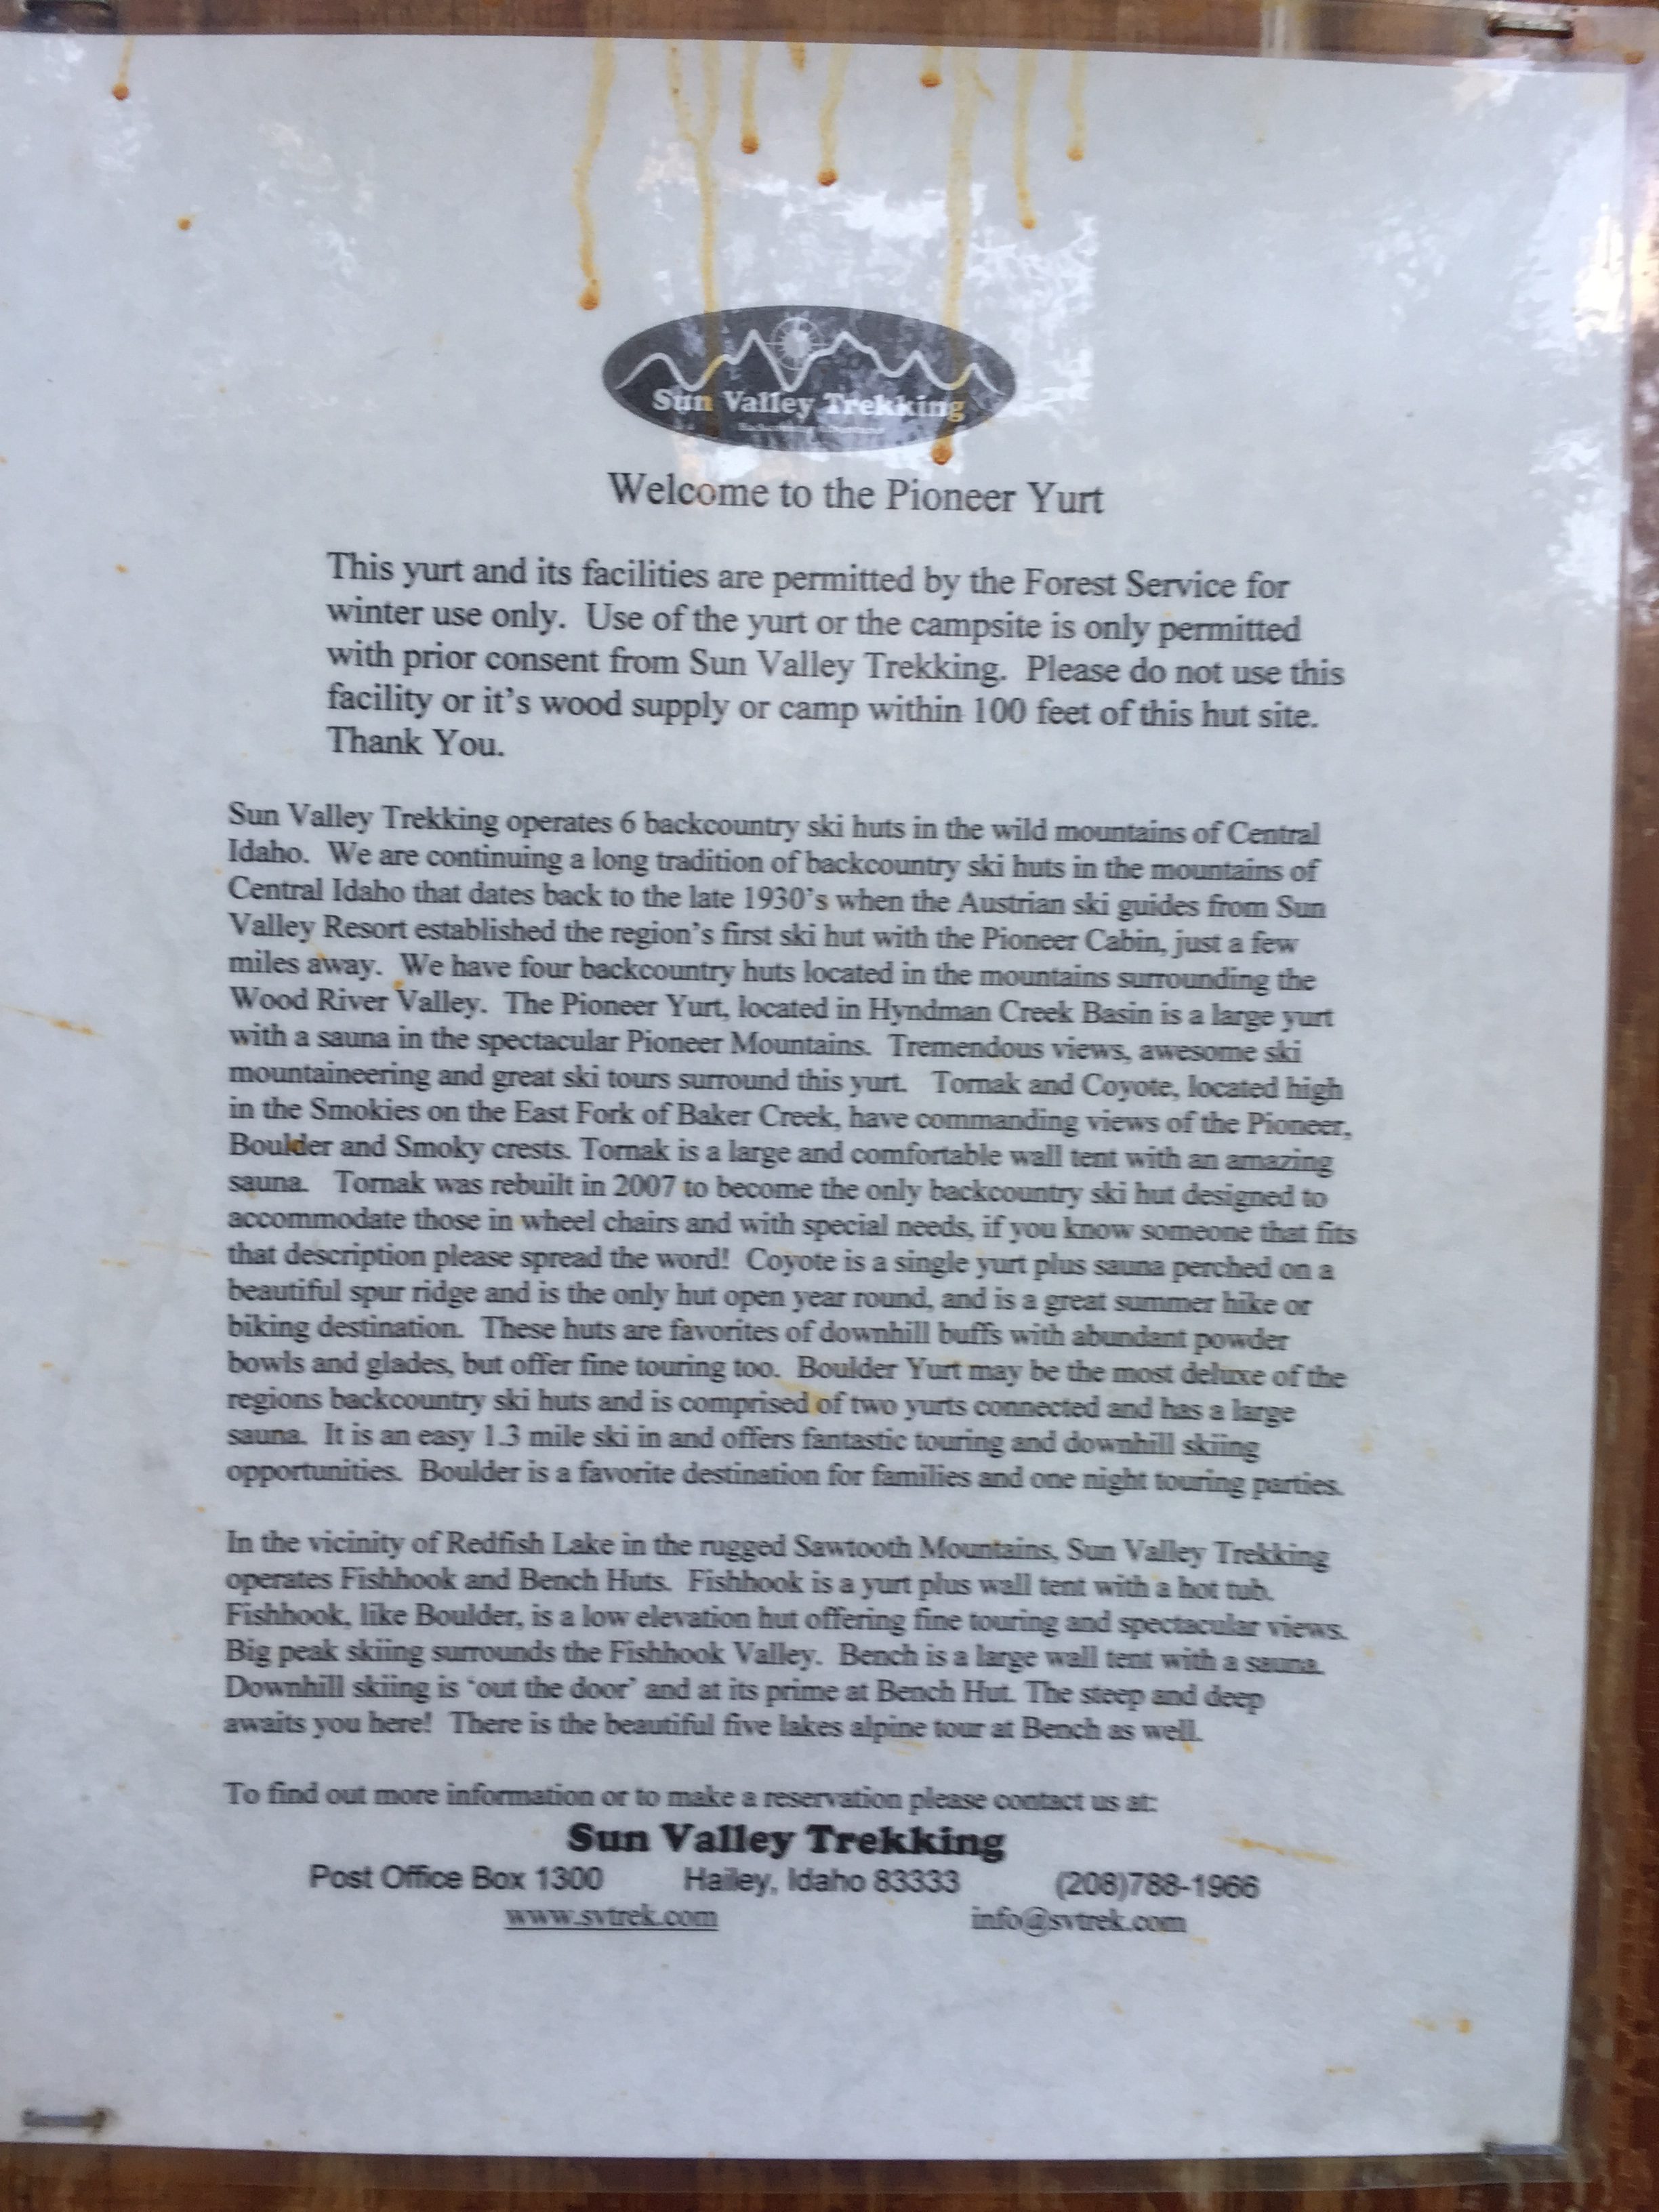 Sun Valley Trekking
Welcome to the Pioneer Yurt
This yurt and its facilities are permitted by the Forest Service for
winter use only. Use of the yurt or the campsite is only permitted
with prior consent from Sun Valley Trekking. Please do not use this
facility or it's wood supply or camp within 100 feet of this hut site.
Thank You.
Sun Valley Trekking operates 6 backcountry ski huts in the wild mountains of Central
Idaho. We are continuing a long tradition of backcountry ski huts in the mountains of
Central Idaho that dates back to the late 1930's when the Austrian ski guides from Sun
Valley Resort established the region's first ski hut with the Pioneer Cabin, just a few
miles away. We have four backcountry huts located in the mountains surrounding the
Wood River Valley. The Pioneer Yurt, located in Hyndman Creek Basin is a large yurt
with a sauna in the spectacular Pioneer Mountains. Tremendous views, awesome ski
mountaineering and great ski tours surround this yurt. Tornak and Coyote, located high
in the Smokies on the East Fork of Baker Creek, have commanding views of the Pioneer,
Boulder and Smoky crests. Tornak is a large and comfortable wall tent with an amazing
sauna. Tornak was rebuilt in 2007 to become the only backcountry ski hut designed to
accommodate those in wheel chairs and with special needs, if you know someone that fits
that description please spread the word! Coyote is a single yurt plus sauna perched on a
beautiful spur ridge and is the only hut open year round, and is a great summer hike or
biking destination. These huts are favorites of downhill buffs with abundant powder
bowls and glades, but offer fine touring too. Boulder Yurt may be the most deluxe of the
regions backcountry ski huts and is comprised of two yurts connected and has a large
sauna. It is an easy 1.3 mile ski in and offers fantastic touring and downhill skiing
opportunities. Boulder is a favorite destination for families and one night touring parties.
In the vicinity of Redfish Lake in the rugged Sawtooth Mountains, Sun Valley Trekking
operates Fishhook and Bench Huts. Fishhook is a yurt plus wall tent with a hot tub.
Fishhook, like Boulder, is a low elevation hut offering fine touring and spectacular views.
Big peak skiing surrounds the Fishhook Valley. Bench is a large wall tent with a sauna.
Downhill skiing is 'out the door' and at its prime at Bench Hut. The steep and deep
awaits you here! There is the beautiful five lakes alpine tour at Bench as well.
To find out more information or to make a reservation please contact us at:
Sun Valley Trekking
Post Office Box 1300 Hailey, Idaho 83333 (208)788-1966
www.svtrek.com info@svtrek.com